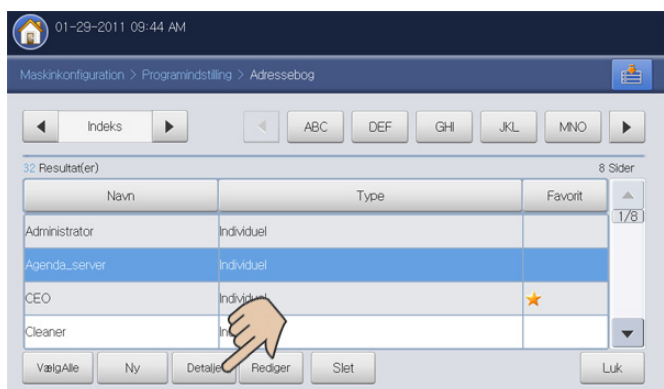 01-29-2011 09:44 AM
Maskinkonfiguration > Programindstilling > Adressebog
Indeks ABC DEF GHI JKL MNO
32 Resultat(er) 8 Sider
Navn Type Favorit
1/8
Administrator Individuel
Agenda_server Individuel
CEO Individuel
Cleaner
VælgAlle Ny Rediger Slet Luk